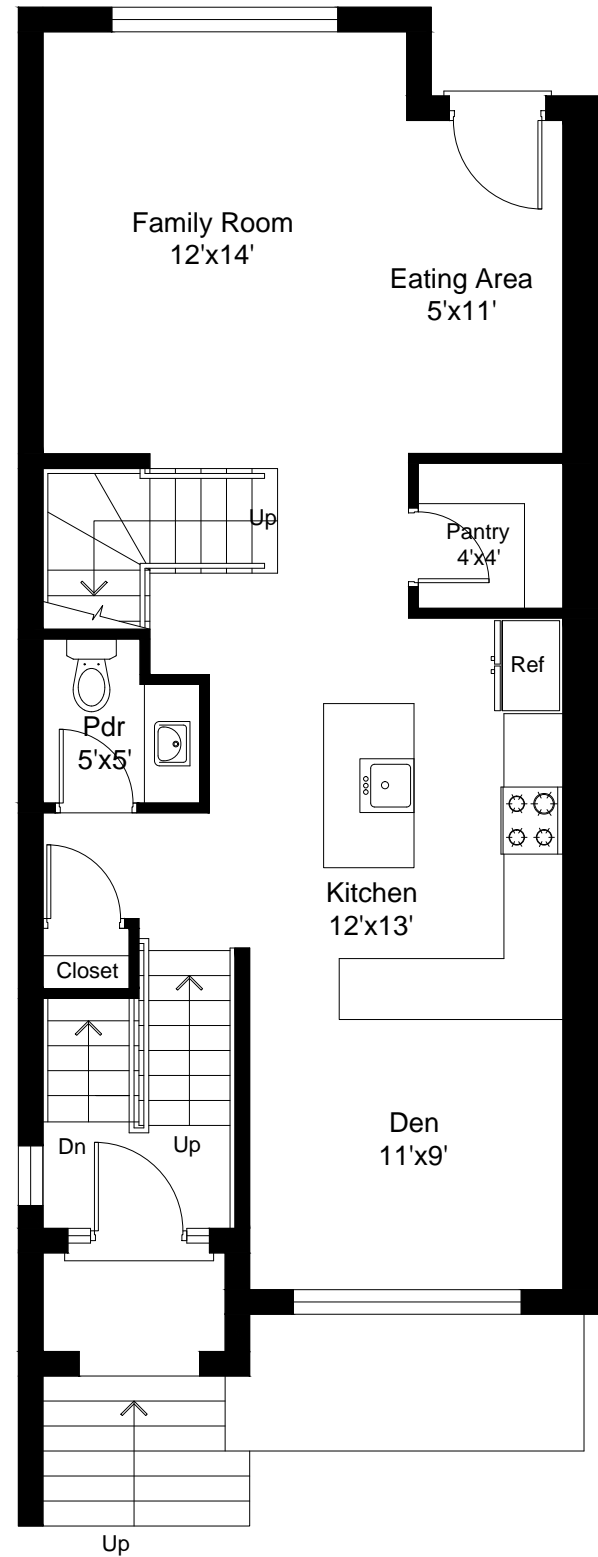 Family Room
12'x14'
Eating Area
5'x11'
Up
Pantry
4'x4'
Ref
Pdr
5'x5'
Kitchen
12'x13'
Closet
Den
11'x9'
Dn
Up
Up